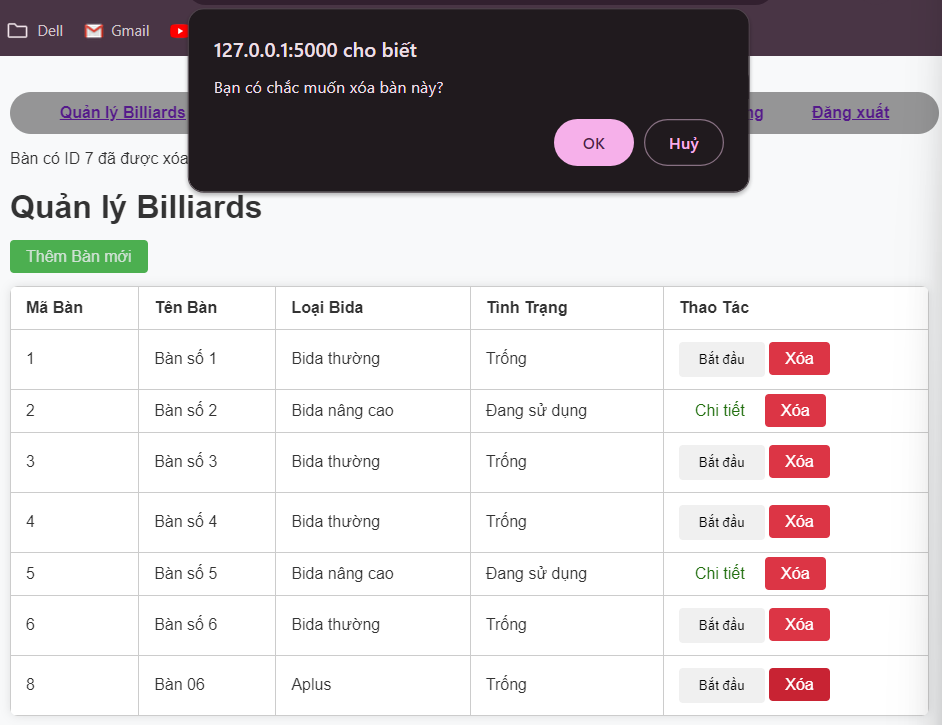 Dell Gmail
127.0.0.1:5000 cho biết
Bạn có chắc muốn xóa bàn này?
OK Huỷ
Quản lý Billiards Đăng xuất
Bàn có ID 7 đã được xóa
Quản lý Billiards
Thêm Bàn mới
Mã Bàn Tên Bàn Loại Bida Tình Trạng Thao Tác
1 Bàn số 1 Bida thường Trống Bắt đầu Xóa
2 Bàn số 2 Bida nâng cao Đang sử dụng Chi tiết Xóa
3 Bàn số 3 Bida thường Trống Bắt đầu Xóa
4 Bàn số 4 Bida thường Trống Bắt đầu Xóa
5 Bàn số 5 Bida nâng cao Đang sử dụng Chi tiết Xóa
6 Bàn số 6 Bida thường Trống Bắt đầu Xóa
8 Bàn 06 Aplus Trống Bắt đầu Xóa